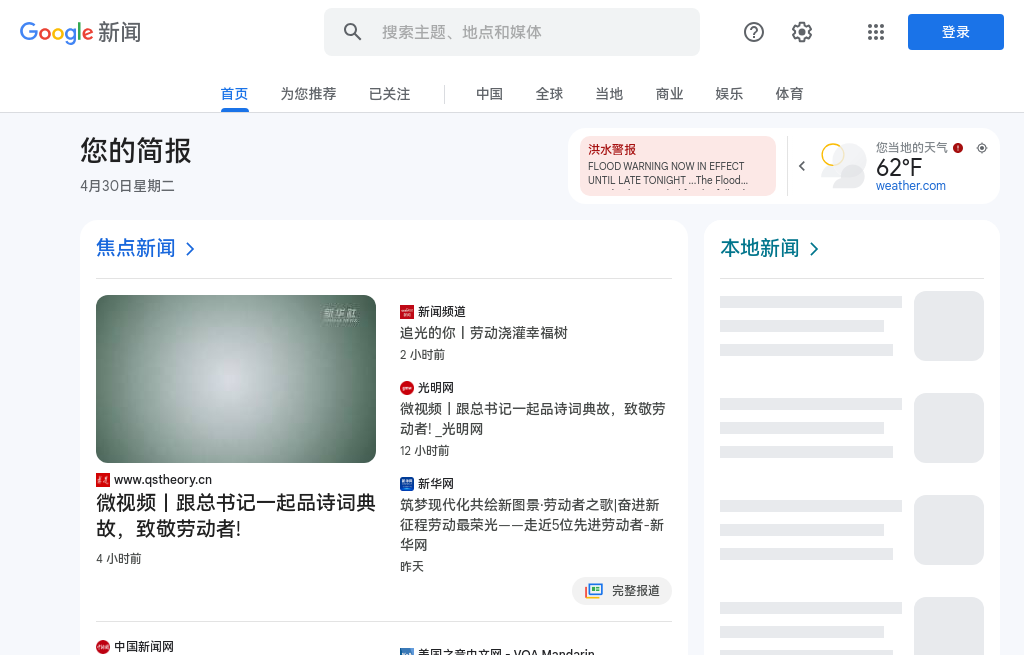 Google 新闻
搜索主题、地点和媒体
登录
首页
为您推荐
已关注
中国
全球
当地
商业
娱乐
体育
您的简报
4月30日星期二
洪水警报
FLOOD WARNING NOW IN EFFECT
UNTIL LATE TONIGHT ...The Flood...
您当地的天气
62°F
weather.com
焦点新闻
新华社
www.qstheory.cn
微视频丨跟总书记一起品诗词典
故，致敬劳动者!
4 小时前
新闻频道
追光的你丨劳动浇灌幸福树
2 小时前
光明网
微视频丨跟总书记一起品诗词典故，致敬劳
动者! _光明网
12 小时前
新华网
筑梦现代化共绘新图景·劳动者之歌|奋进新
征程劳动最荣光——走近5位先进劳动者-新
华网
昨天
完整报道
中国新闻网
美国之音中文网 - VOA Mandarin
本地新闻